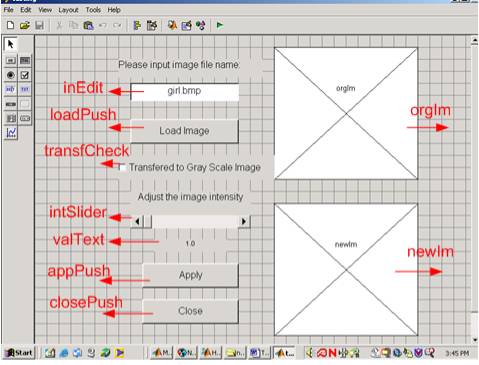 File Edit View Layout Tools Help
Please input image file name:
inEdit
girl.bmp
orgIm
orgIm
loadPush
Load Image
transfCheck
Transfered to Gray Scale Image
Adjust the image intensity
intSlider
valText
1.0
newIm
newIm
appPush
Apply
closePush
Close
Start
3:45 PM